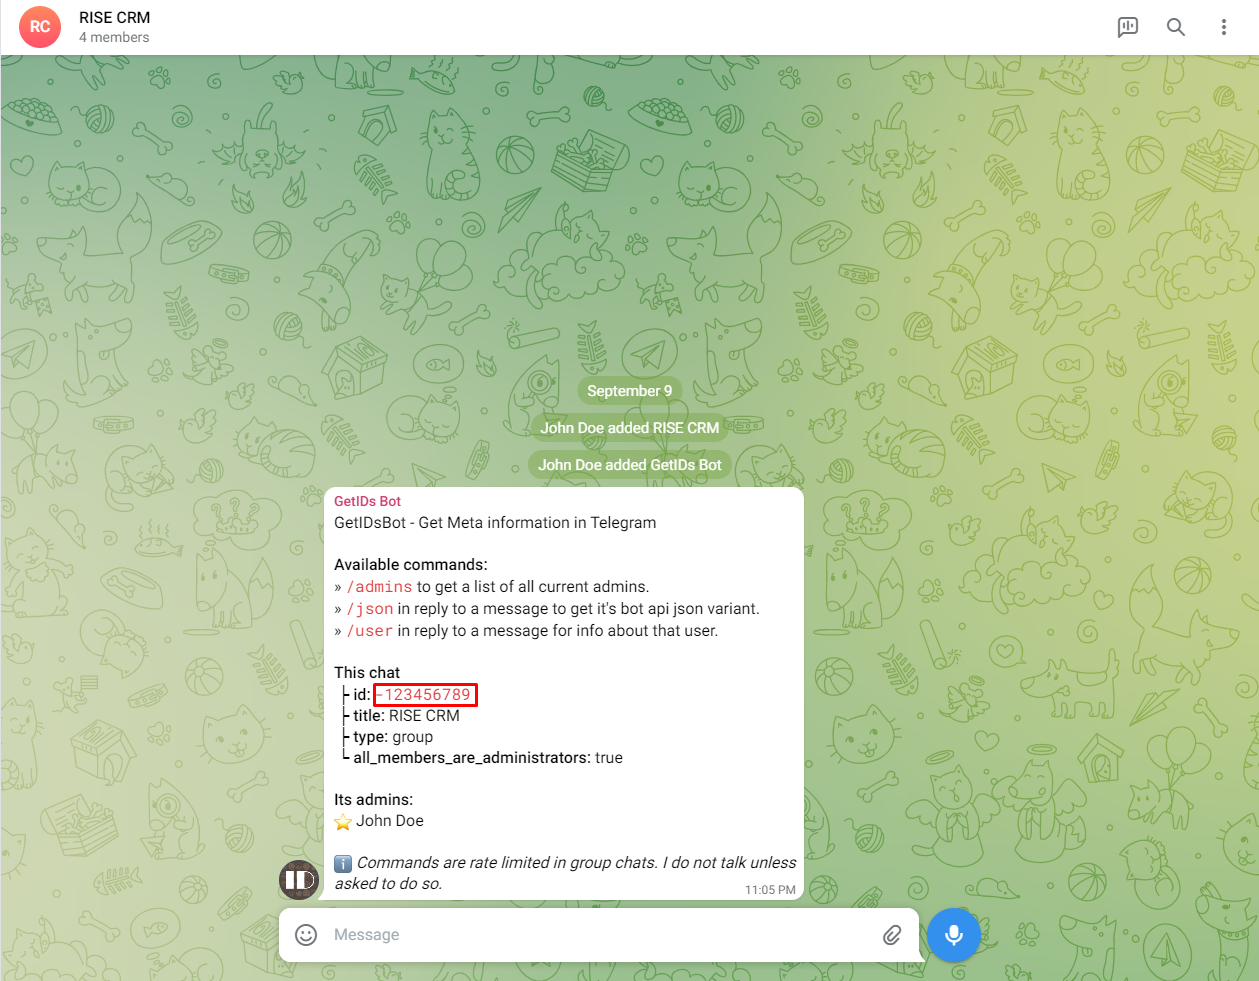 RC
RISE CRM
4 members
September 9
John Doe added RISE CRM
John Doe added GetIDs Bot
GetIDs Bot
GetIDsBot - Get Meta information in Telegram
Available commands:
» /admins to get a list of all current admins.
» /json in reply to a message to get it's bot api json variant.
» /user in reply to a message for info about that user.
This chat
├ id: -123456789
├ title: RISE CRM
├ type: group
└ all_members_are_administrators: true
Its admins:
⭐ John Doe
ℹ️ Commands are rate limited in group chats. I do not talk unless
asked to do so.
11:05 PM
Message